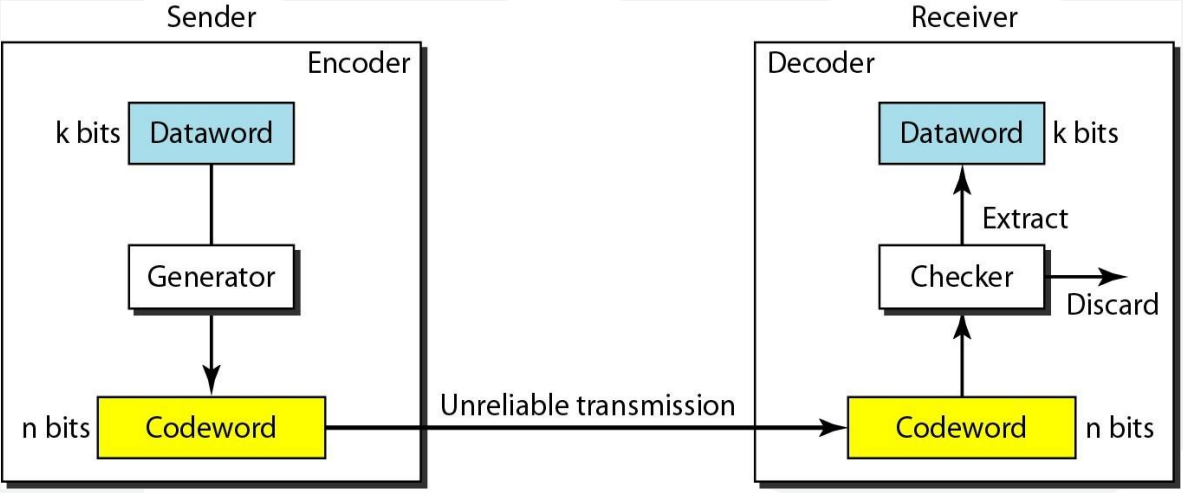 Sender
Receiver
Encoder
Decoder
k bits
Dataword
Dataword
k bits
Extract
Generator
Checker
Discard
Unreliable transmission
n bits
Codeword
Codeword
n bits